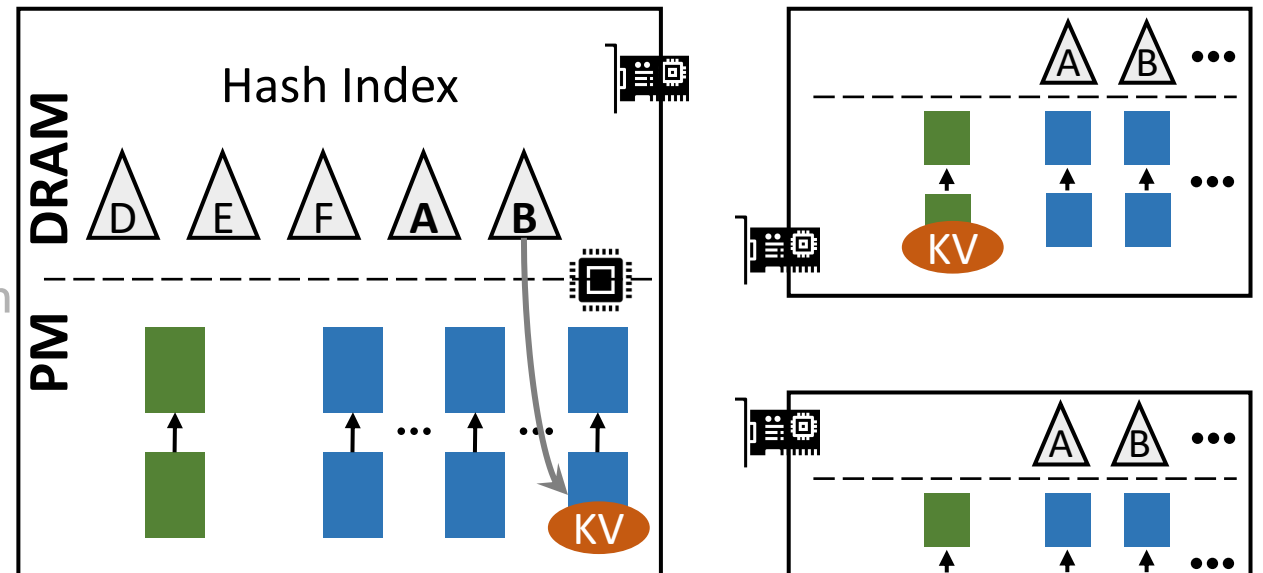 Hash Index
DRAM
D E F A B
PM
... ...
KV
A B ...
...
KV
A B ...
...
n